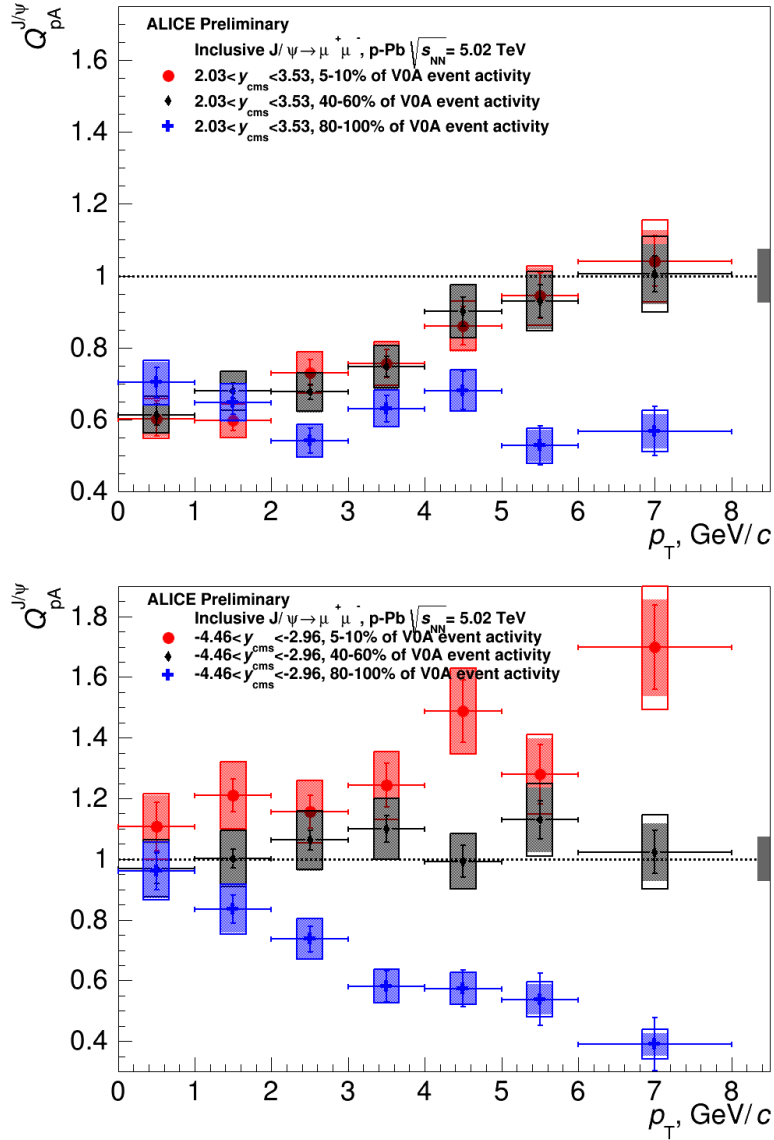 ALICE Preliminary
Inclusive J/ψ→ μ⁺μ⁻, p-Pb √s_NN = 5.02 TeV
2.03<y_cms<3.53, 5-10% of V0A event activity
2.03<y_cms<3.53, 40-60% of V0A event activity
2.03<y_cms<3.53, 80-100% of V0A event activity
Q_pA^J/ψ
1.6
1.4
1.2
1
0.8
0.6
0.4
0 1 2 3 4 5 6 7 8
p_T, GeV/c
ALICE Preliminary
Inclusive J/ψ→ μ⁺μ⁻, p-Pb √s_NN = 5.02 TeV
-4.46<y_cms<-2.96, 5-10% of V0A event activity
-4.46<y_cms<-2.96, 40-60% of V0A event activity
-4.46<y_cms<-2.96, 80-100% of V0A event activity
Q_pA^J/ψ
1.8
1.6
1.4
1.2
1
0.8
0.6
0.4
0 1 2 3 4 5 6 7 8
p_T, GeV/c